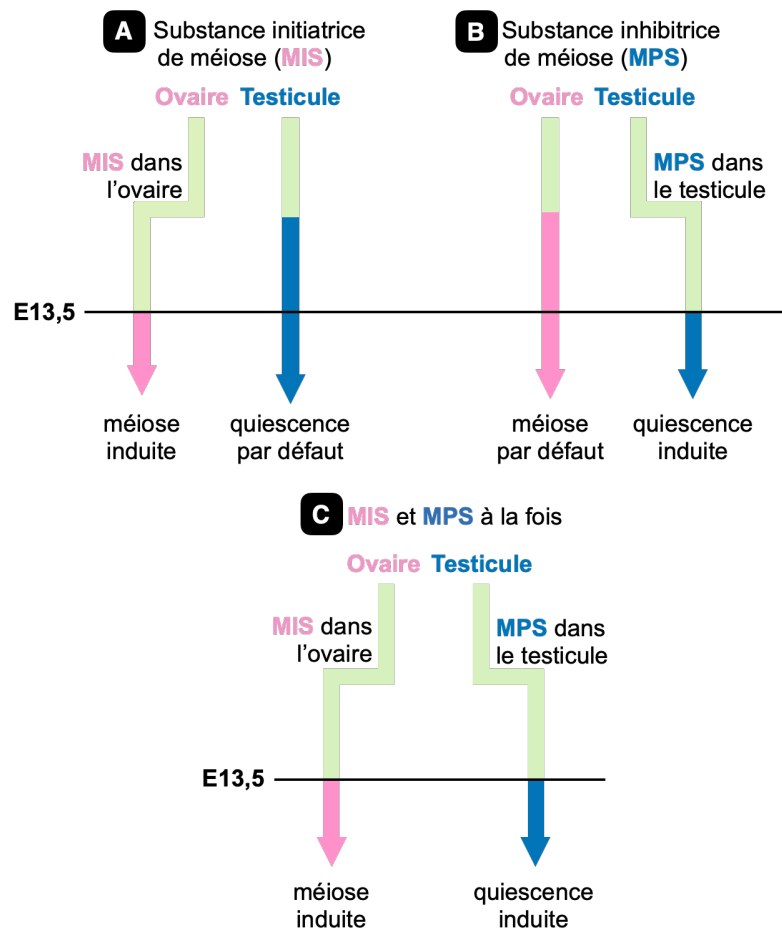 A Substance initiatrice
de méiose (MIS)
Ovaire Testicule
MIS dans
l'ovaire
méiose
induite
quiescence
par défaut
B Substance inhibitrice
de méiose (MPS)
Ovaire Testicule
MPS dans
le testicule
E13,5
méiose
par défaut
quiescence
induite
C MIS et MPS à la fois
Ovaire Testicule
MIS dans
l'ovaire
MPS dans
le testicule
E13,5
méiose
induite
quiescence
induite